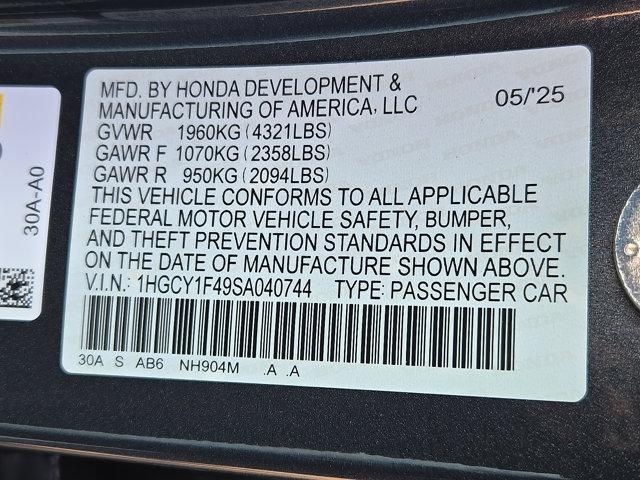 MFD. BY HONDA DEVELOPMENT &
MANUFACTURING OF AMERICA, LLC 05/'25
GVWR 1960KG (4321LBS)
GAWR F 1070KG (2358LBS)
GAWR R 950KG (2094LBS)
THIS VEHICLE CONFORMS TO ALL APPLICABLE
FEDERAL MOTOR VEHICLE SAFETY, BUMPER,
AND THEFT PREVENTION STANDARDS IN EFFECT
ON THE DATE OF MANUFACTURE SHOWN ABOVE.
V.I.N.: 1HGCY1F49SA040744 TYPE: PASSENGER CAR
30A S AB6 NH904M .A .A
30A-A0